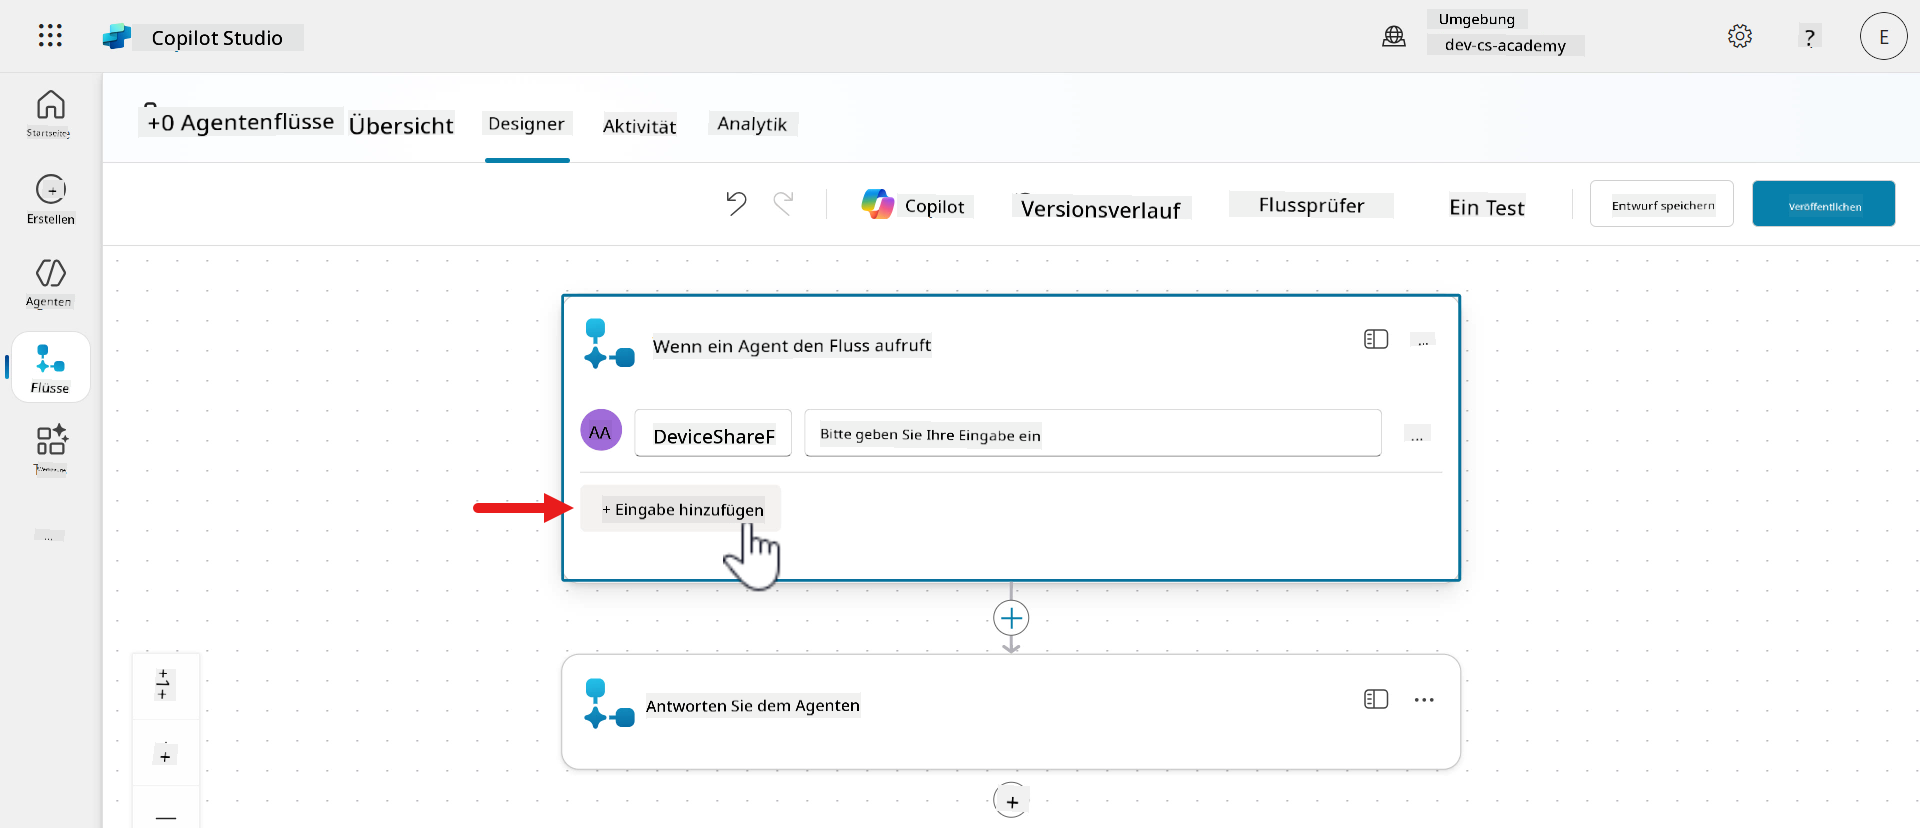 Copilot Studio
Umgebung
dev-cs-academy
?
E
Startseite
+0 Agentenflüsse
Übersicht
Designer
Aktivität
Analytik
Erstellen
Copilot
Versionsverlauf
Flussprüfer
Ein Test
Entwurf speichern
Veröffentlichen
Agenten
Flüsse
Wenn ein Agent den Fluss aufruft
...
AA
DeviceShareF
Bitte geben Sie Ihre Eingabe ein
...
+ Eingabe hinzufügen
...
Antworten Sie dem Agenten